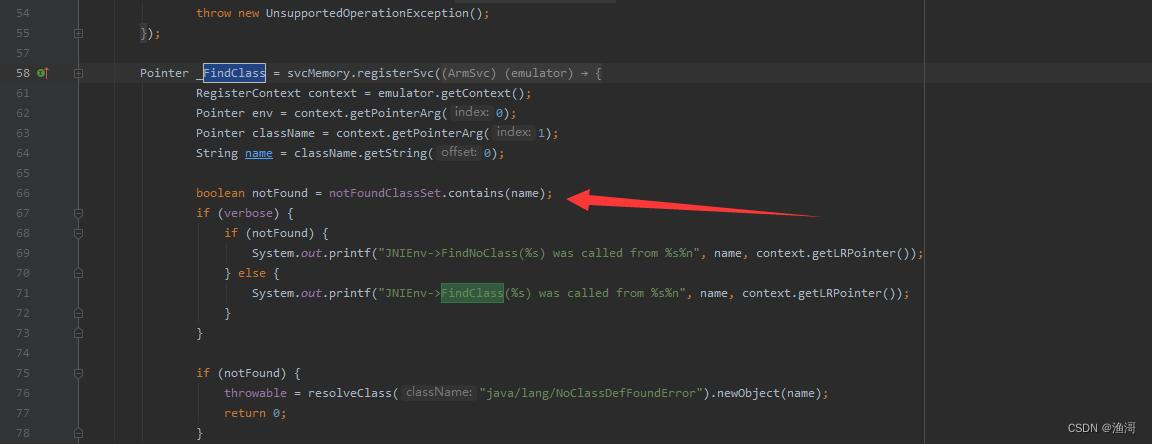 54 throw new UnsupportedOperationException();
55 });
57
58 Pointer _FindClass = svcMemory.registerSvc((ArmSvc) (emulator) → {
61 RegisterContext context = emulator.getContext();
62 Pointer env = context.getPointerArg( index: 0);
63 Pointer className = context.getPointerArg( index: 1);
64 String name = className.getString( offset: 0);
65
66 boolean notFound = notFoundClassSet.contains(name);
67 if (verbose) {
68 if (notFound) {
69 System.out.printf("JNIEnv->FindNoClass(%s) was called from %s%n", name, context.getLRPointer());
70 } else {
71 System.out.printf("JNIEnv->FindClass(%s) was called from %s%n", name, context.getLRPointer());
72 }
73 }
74
75 if (notFound) {
76 throwable = resolveClass( className: "java/lang/NoClassDefFoundError").newObject(name);
77 return 0;
78 }
CSDN @渔滒